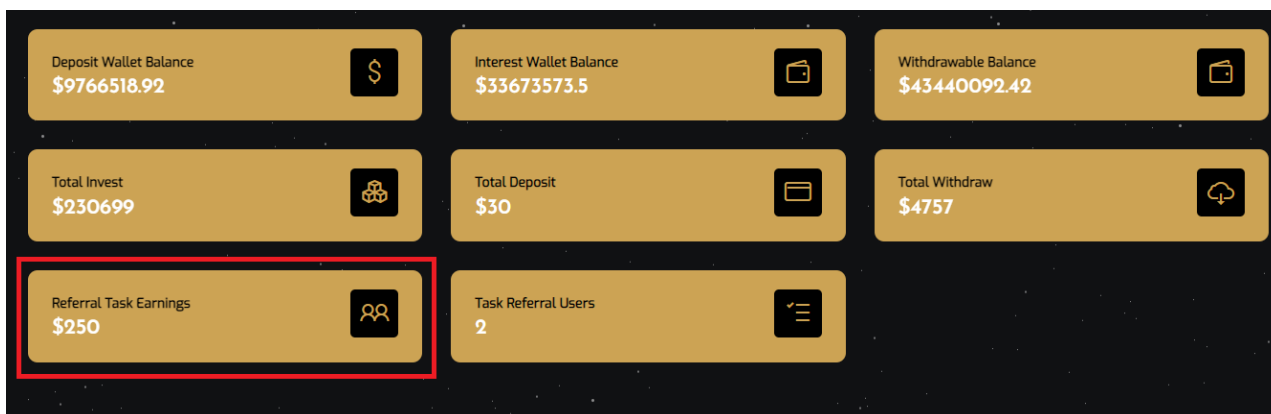 Deposit Wallet Balance
$9766518.92
Interest Wallet Balance
$33673573.5
Withdrawable Balance
$43440092.42
Total Invest
$230699
Total Deposit
$30
Total Withdraw
$4757
Referral Task Earnings
$250
Task Referral Users
2